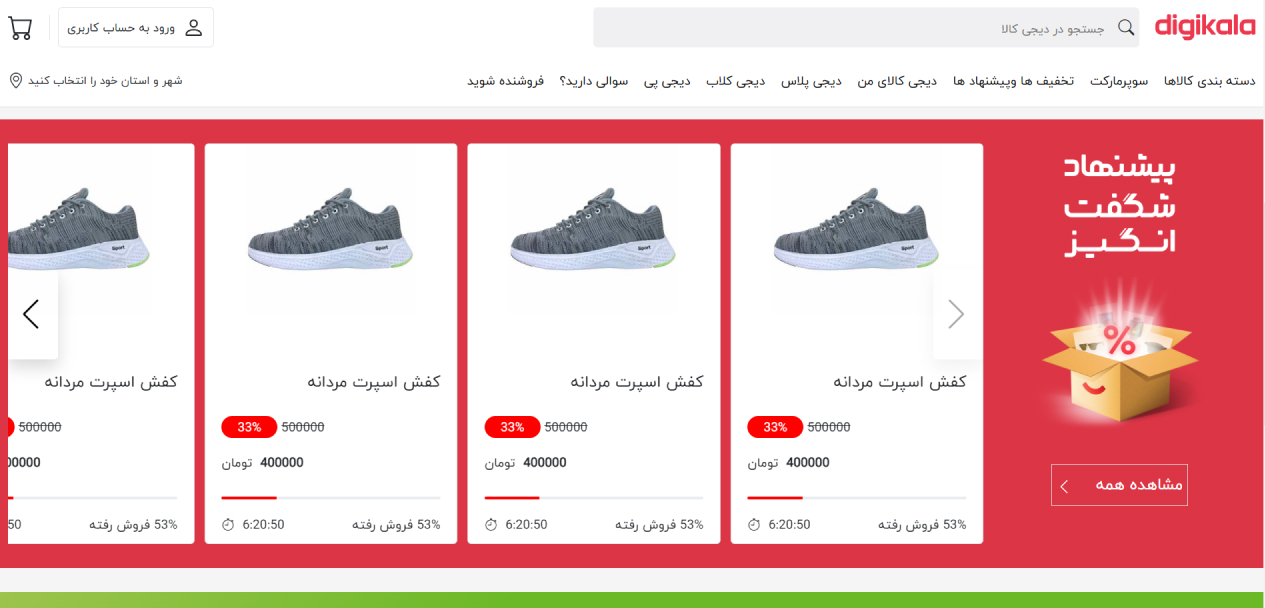 digikala
جستجو در دیجی کالا
ورود به حساب کاربری
دسته بندی کالاها سوپرمارکت تخفیف ها وپیشنهاد ها دیجی کالای من دیجی پلاس دیجی کلاب دیجی پی سوالی دارید؟ فروشنده شوید
شهر و استان خود را انتخاب کنید
پیشنهاد
شگفت
انگیز
%
مشاهده همه
Sport
کفش اسپرت مردانه
500000 33%
400000 تومان
53% فروش رفته
6:20:50
Sport
کفش اسپرت مردانه
500000 33%
400000 تومان
53% فروش رفته
6:20:50
Sport
کفش اسپرت مردانه
500000 33%
400000 تومان
53% فروش رفته
6:20:50
Sport
کفش اسپرت مردانه
500000
53% فروش رفته